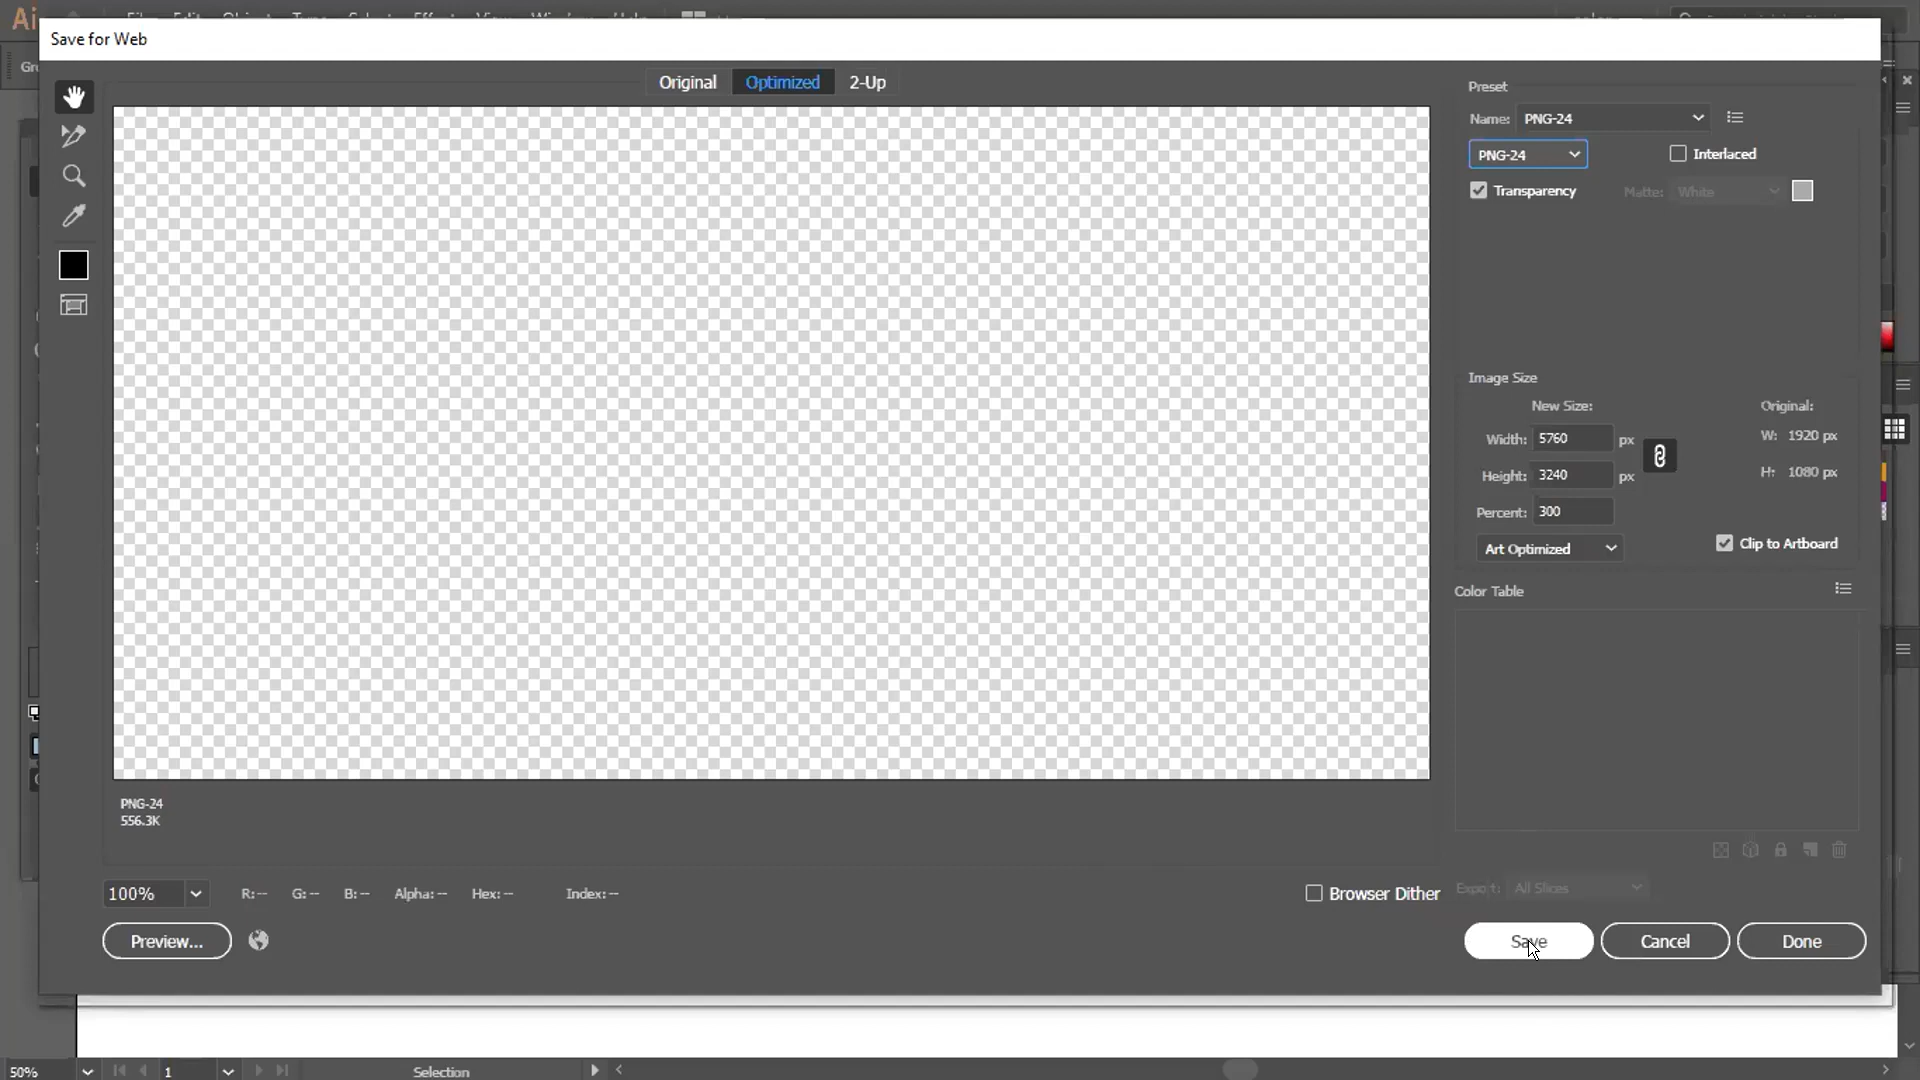 Ai
Save for Web
Gr
Original Optimized 2-Up
Preset
Name: PNG-24
PNG-24 Interlaced
Transparency Matte: White
Image Size
New Size: Original:
Width: 5760 px W: 1920 px
Height: 3240 px H: 1080 px
Percent: 300
Art Optimized Clip to Artboard
Color Table
PNG-24
556.3K
100% R:-- G: -- B: -- Alpha: -- Hex: -- Index: -- Browser Dither Export: All Slices
Preview... Save Cancel Done
50% 1 Selection